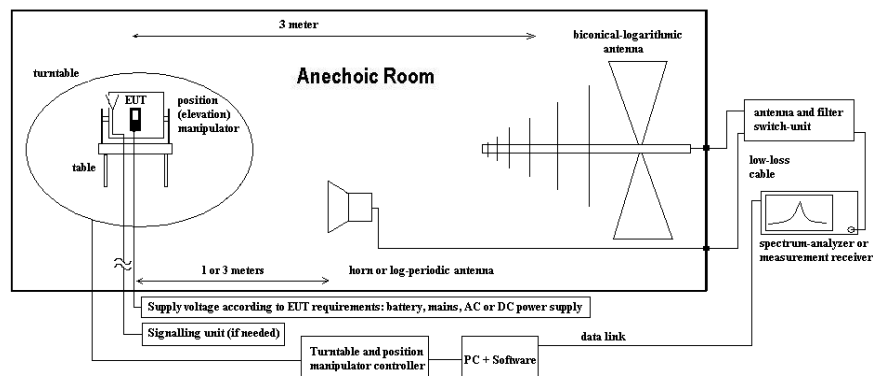 3 meter
biconical-logarithmic
antenna
turntable
Anechoic Room
EUT
position
(elevation)
manipulator
antenna and filter
switch-unit
table
low-loss
cable
spectrum-analyzer or
measurement receiver
1 or 3 meters
horn or log-periodic antenna
Supply voltage according to EUT requirements: battery, mains, AC or DC power supply
Signalling unit (if needed)
data link
Turntable and position
manipulator controller
PC + Software